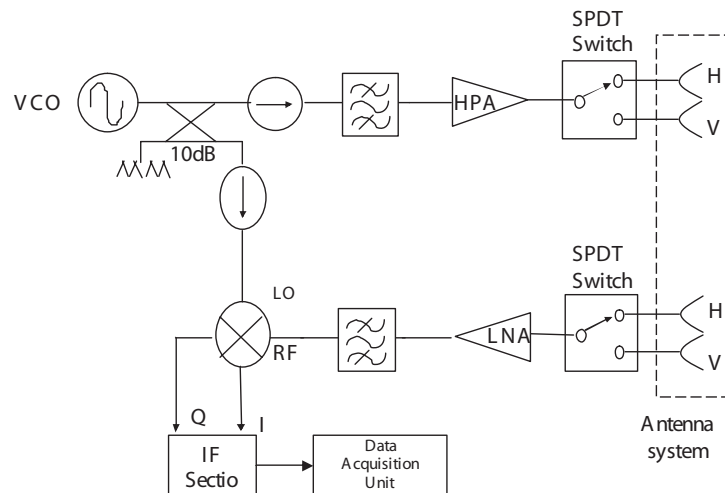 SPDT
Switch
H
VCO
HPA
V
10dB
SPDT
Switch
LO
H
RF
LNA
V
Q
I
Antenna
system
IF
Sectio
Data
Acquisition
Unit